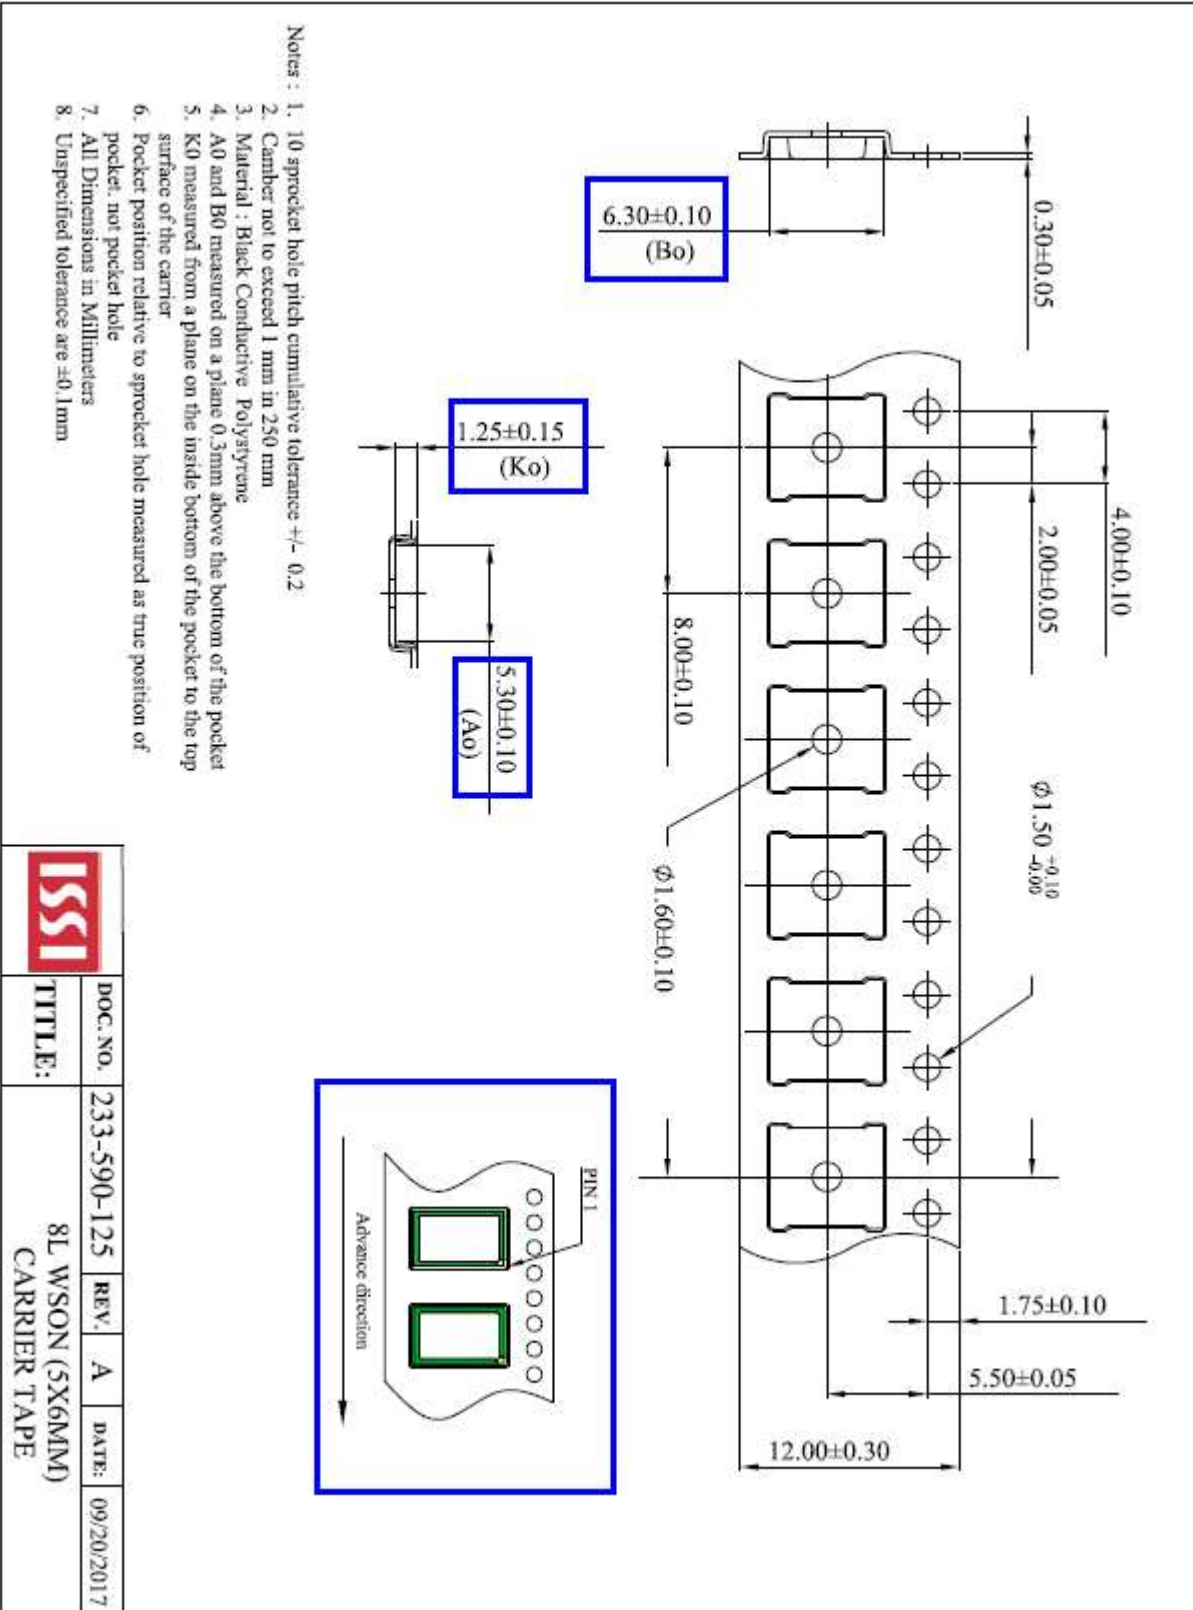 0.30±0.05
6.30±0.10
(Bo)
4.00±0.10
2.00±0.05
Ø1.50 +0.10
-0.00
1.75±0.10
5.50±0.05
12.00±0.30
8.00±0.10
Ø1.60±0.10
1.25±0.15
(Ko)
5.30±0.10
(Ao)
PIN 1
Advance direction
Notes : 1. 10 sprocket hole pitch cumulative tolerance +/- 0.2
2. Camber not to exceed 1 mm in 250 mm
3. Material : Black Conductive Polystyrene
4. A0 and B0 measured on a plane 0.3mm above the bottom of the pocket
5. K0 measured from a plane on the inside bottom of the pocket to the top
surface of the carrier
6. Pocket position relative to sprocket hole measured as true position of
pocket. not pocket hole
7. All Dimensions in Millimeters
8. Unspecified tolerance are ±0.1mm
ISSI
DOC. NO. 233-590-125 REV. A DATE: 09/20/2017
TITLE: 8L WSON (5X6MM)
CARRIER TAPE